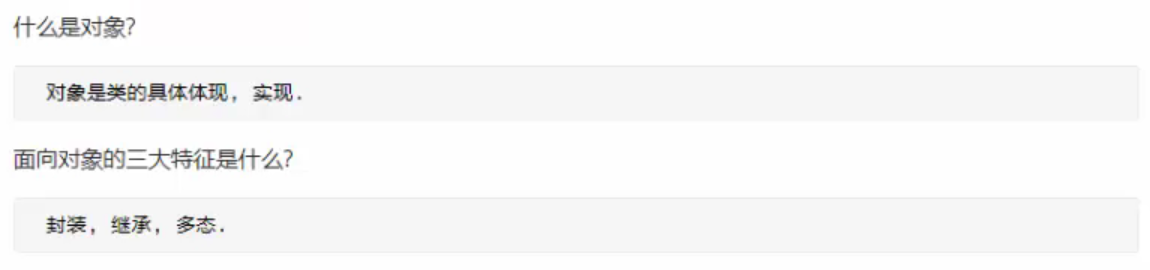 什么是对象?
对象是类的具体体现, 实现.
面向对象的三大特征是什么?
封装, 继承, 多态.